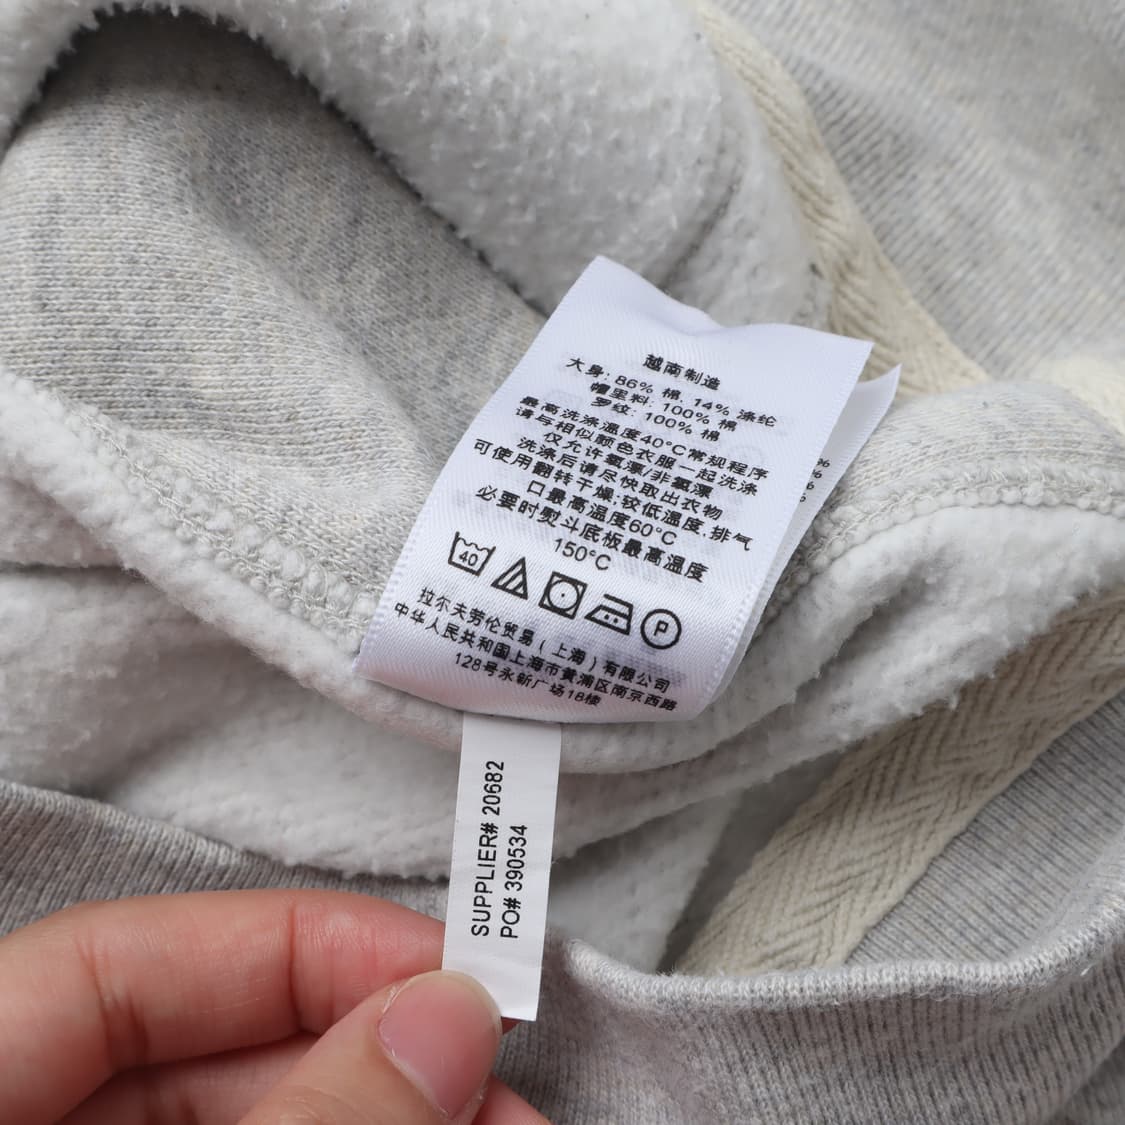 越南制造
大身: 86% 棉, 14% 涤纶
帽里料: 100% 棉
罗纹: 100% 棉
最高洗涤温度40°C常规程序
请与相似颜色衣服一起洗涤
仅允许氧漂/非氯漂
洗涤后请尽快取出衣物
可使用翻转干燥;较低温度,排气
口最高温度60°C
必要时熨斗底板最高温度
150°C
40
P
拉尔夫劳伦贸易(上海)有限公司
中华人民共和国上海市黄浦区南京西路
128号永新广场18楼
SUPPLIER# 20682
PO# 390534